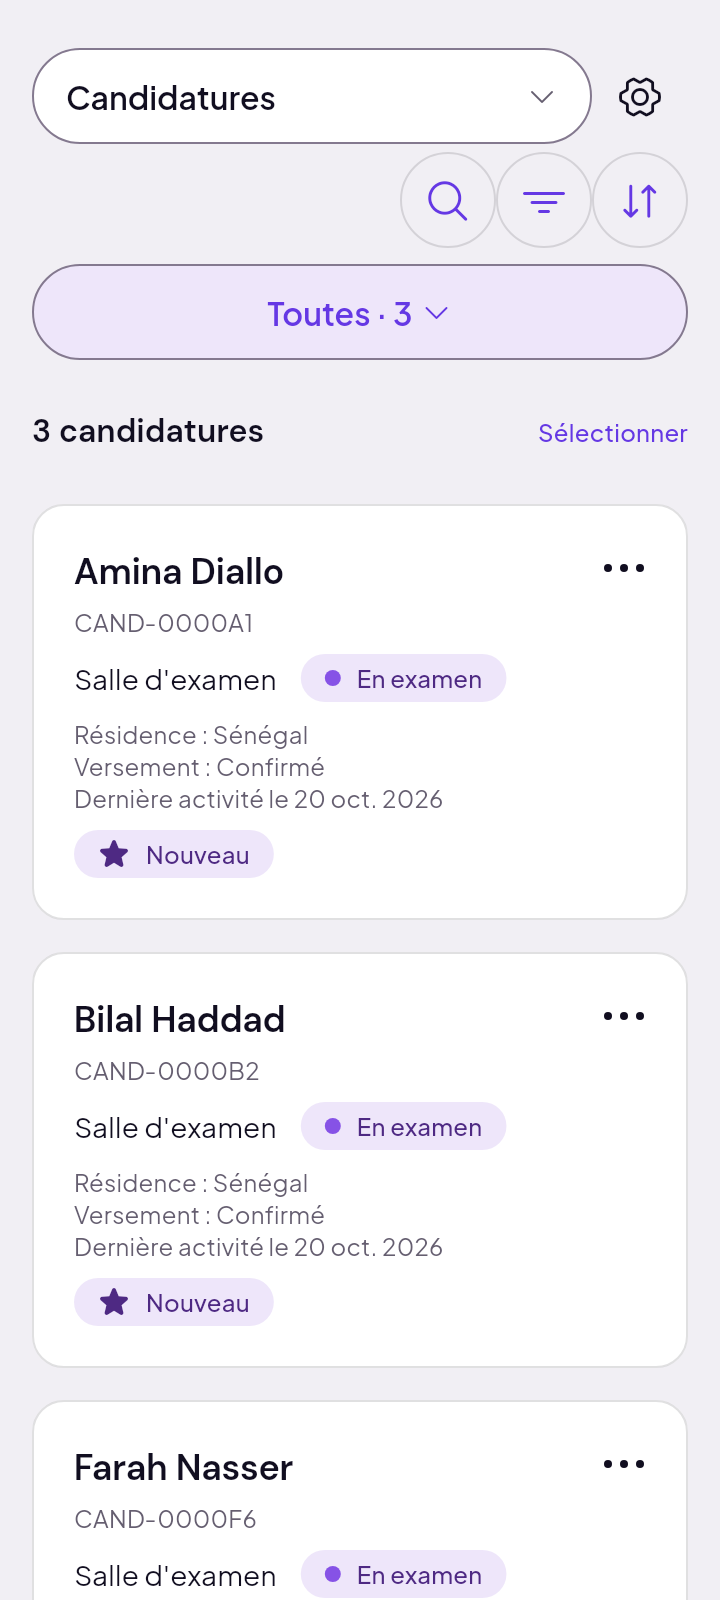 Candidatures
Toutes · 3
3 candidatures
Sélectionner
Amina Diallo
CAND-0000A1
Salle d'examen
En examen
Résidence : Sénégal
Versement : Confirmé
Dernière activité le 20 oct. 2026
Nouveau
Bilal Haddad
CAND-0000B2
Salle d'examen
En examen
Résidence : Sénégal
Versement : Confirmé
Dernière activité le 20 oct. 2026
Nouveau
Farah Nasser
CAND-0000F6
Salle d'examen
En examen